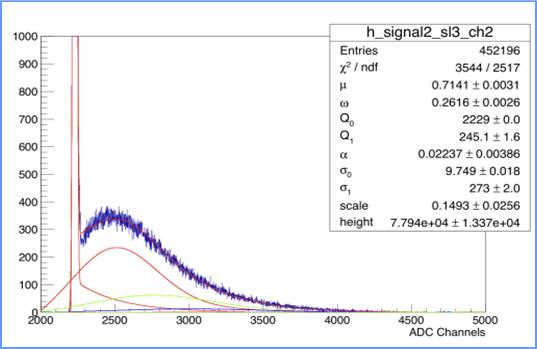 h_signal2_sl3_ch2
Entries 452196
χ² / ndf 3544 / 2517
μ 0.7141 ± 0.0031
ω 0.2616 ± 0.0026
Q₀ 2229 ± 0.0
Q₁ 245.1 ± 1.6
α 0.02237 ± 0.00386
σ₀ 9.749 ± 0.018
σ₁ 273 ± 2.0
scale 0.1493 ± 0.0256
height 7.794e+04 ± 1.337e+04
1000
900
800
700
600
500
400
300
200
100
0
2000 2500 3000 3500 4000 4500 5000
ADC Channels